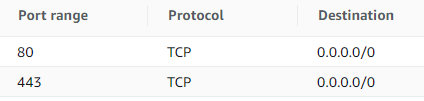 Port range Protocol Destination
80 TCP 0.0.0.0/0
443 TCP 0.0.0.0/0